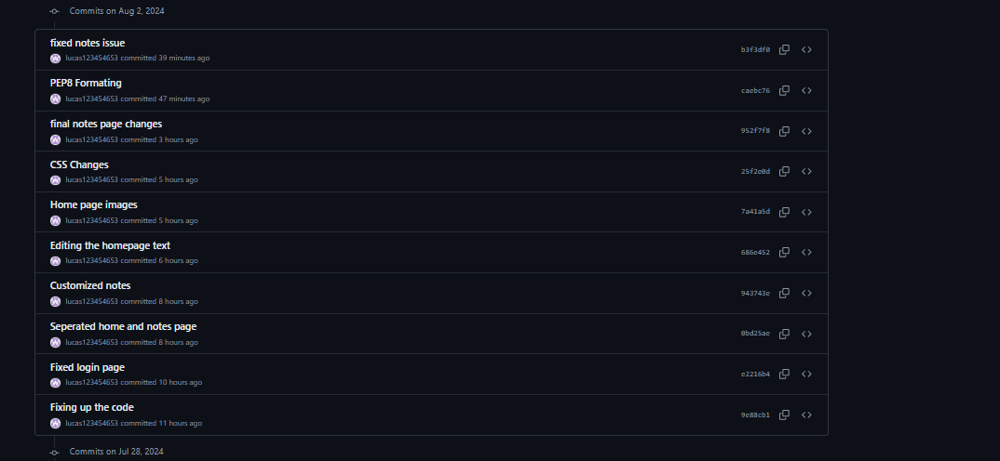 Commits on Aug 2, 2024
fixed notes issue
lucas123454653 committed 39 minutes ago
b3f3df0
PEP8 Formating
lucas123454653 committed 47 minutes ago
caebc76
final notes page changes
lucas123454653 committed 3 hours ago
952f7f8
CSS Changes
lucas123454653 committed 5 hours ago
25f2e0d
Home page images
lucas123454653 committed 5 hours ago
7a41a5d
Editing the homepage text
lucas123454653 committed 6 hours ago
686e452
Customized notes
lucas123454653 committed 8 hours ago
943743e
Seperated home and notes page
lucas123454653 committed 8 hours ago
0bd25ae
Fixed login page
lucas123454653 committed 10 hours ago
e2216b4
Fixing up the code
lucas123454653 committed 11 hours ago
9e88cb1
Commits on Jul 28, 2024